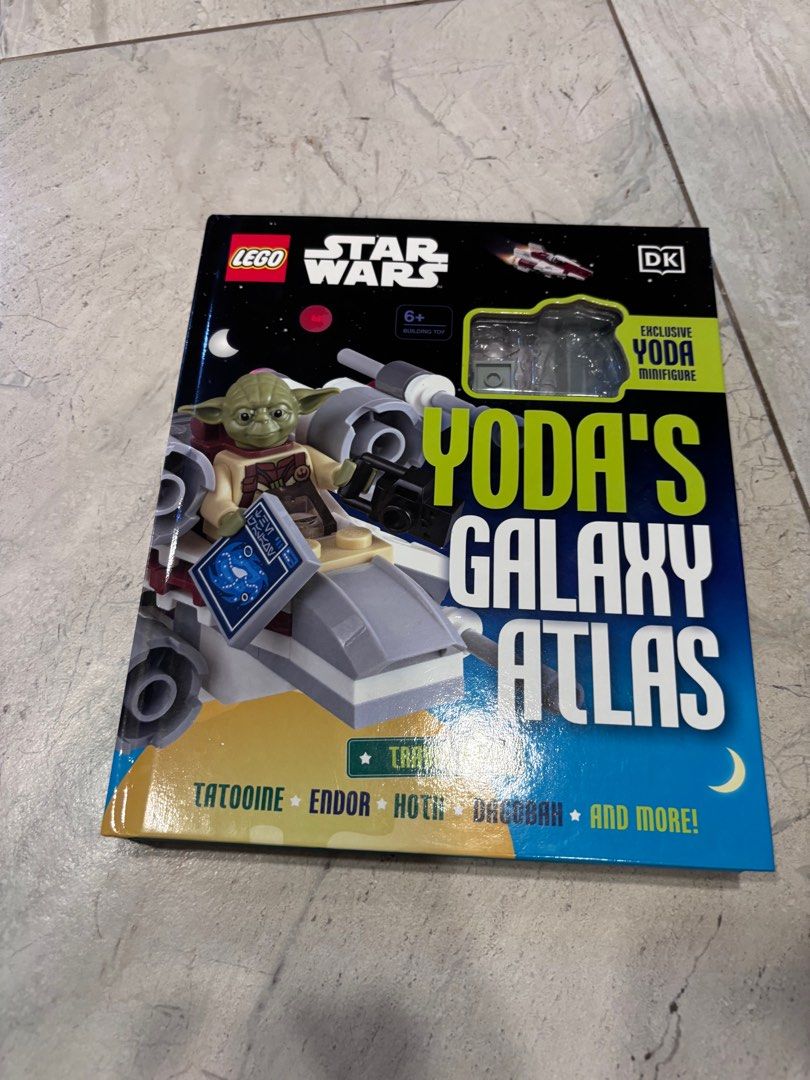 LEGO
STAR
WARS
DK
6+
BUILDING TOY
EXCLUSIVE
YODA
MINIFIGURE
YODA'S
GALAXY
ATLAS
TATOOINE ★ ENDOR ★ HOTH ★ DAGOBAH ★ AND MORE!